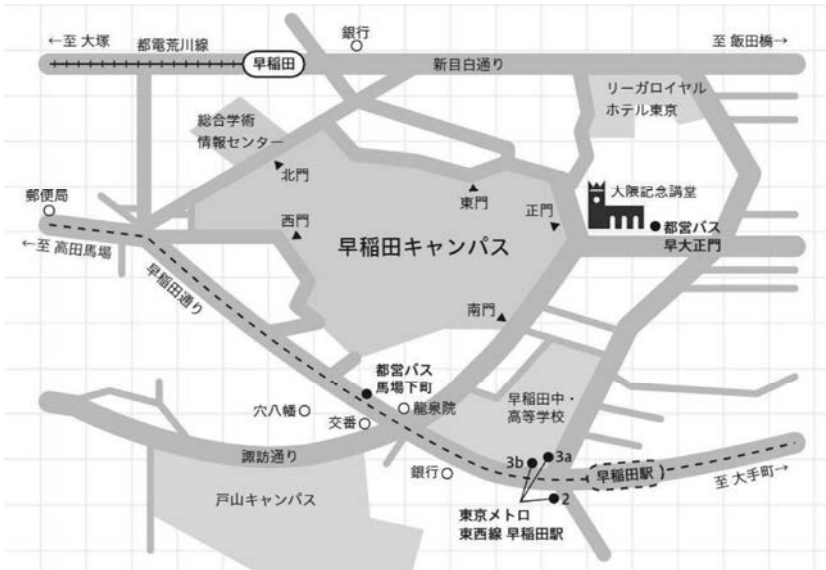 銀行
←至 大塚
都電荒川線
早稲田
新目白通り
至 飯田橋→
リーガロイヤル
ホテル東京
総合学術
情報センター
北門
郵便局
西門
東門
正門
大隈記念講堂
都営バス
早大正門
←至 高田馬場
早稲田キャンパス
早稲田通り
南門
都営バス
馬場下町
穴八幡
交番
龍泉院
早稲田中・
高等学校
諏訪通り
銀行
3b
3a
早稲田駅
2
至 大手町→
戸山キャンパス
東京メトロ
東西線 早稲田駅